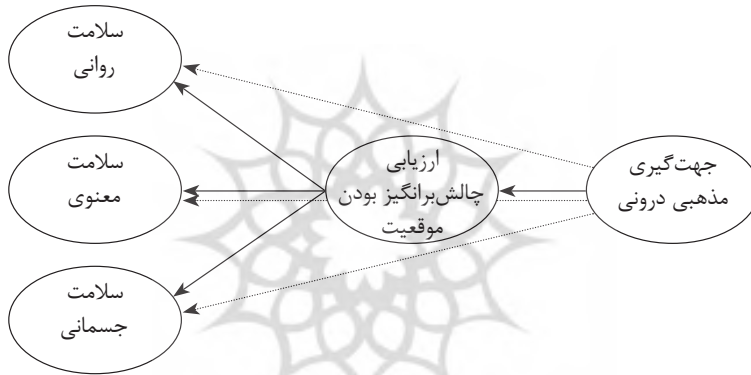 سلامت
روانی
سلامت
معنوی
سلامت
جسمانی
ارزیابی
چالش‌برانگیز بودن
موقعیت
جهت‌گیری
مذهبی درونی